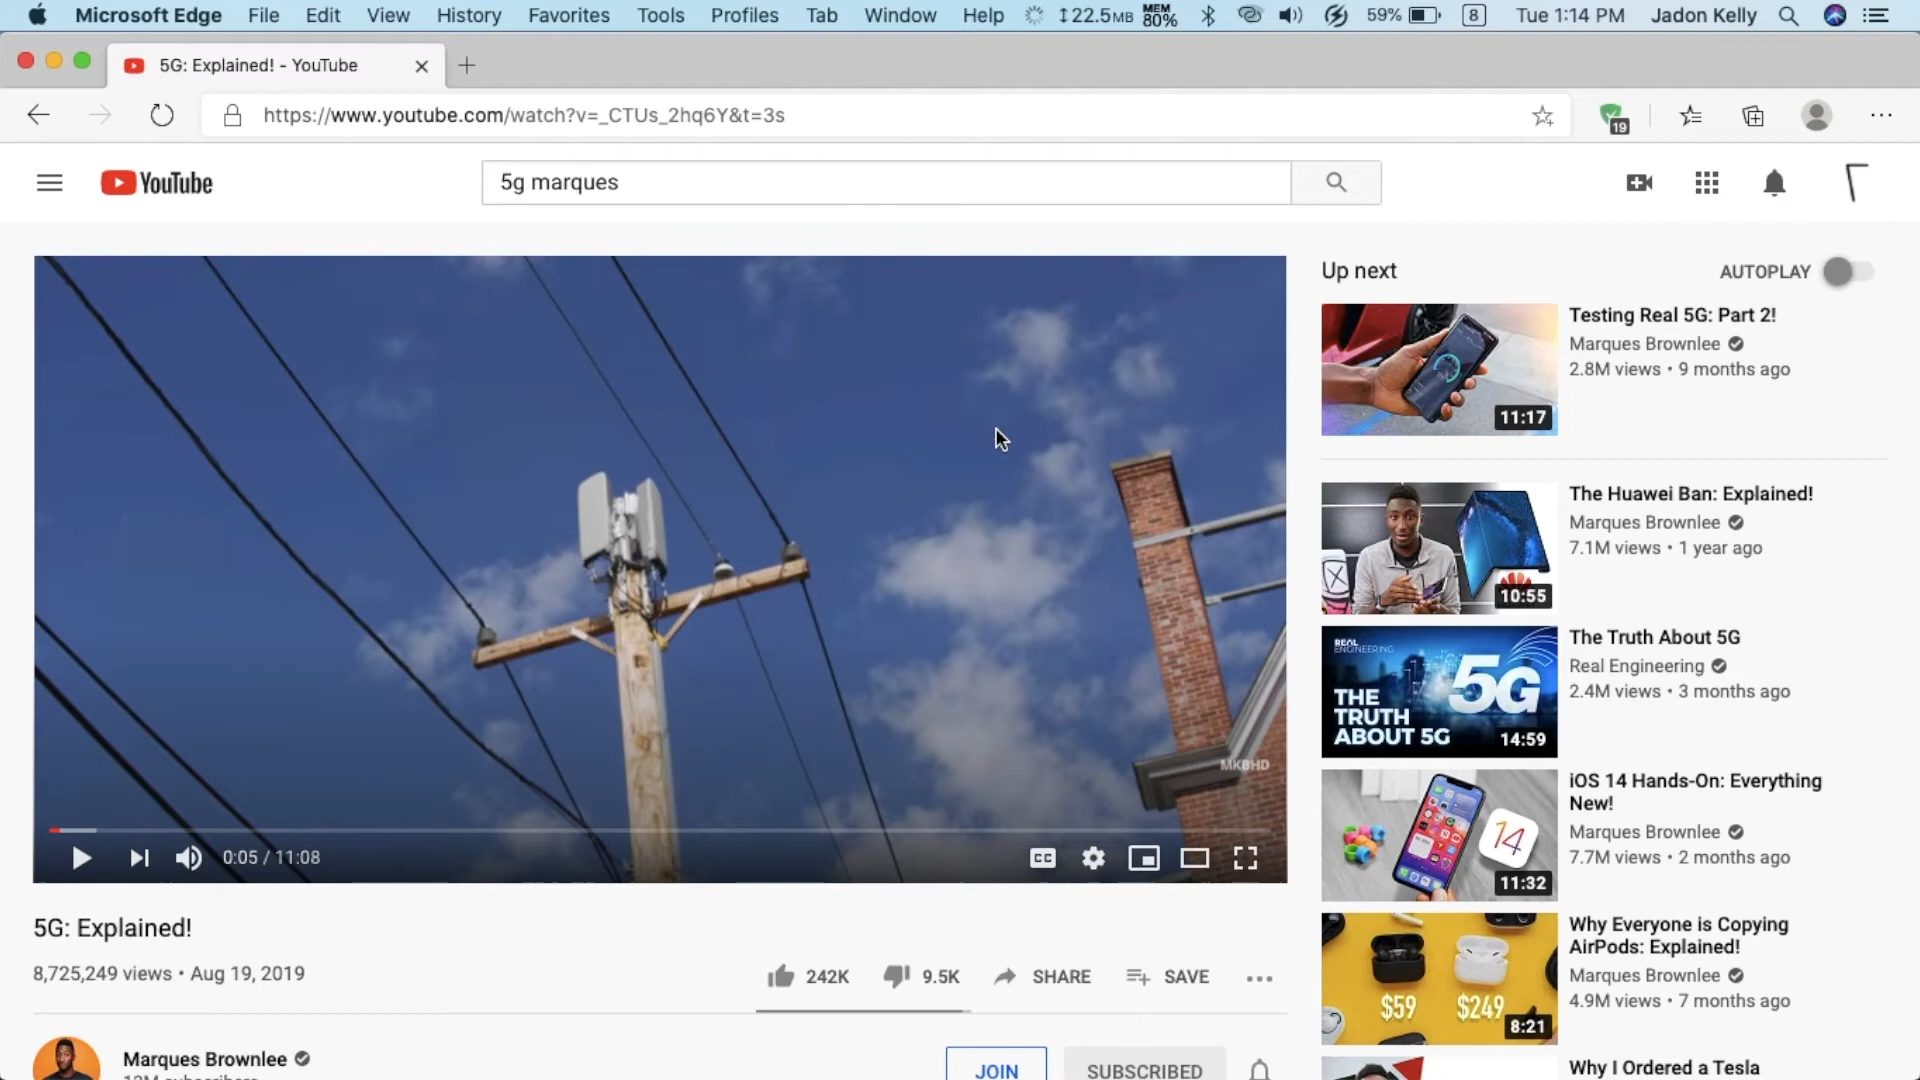 Microsoft Edge File Edit View History Favorites Tools Profiles Tab Window Help 22.5MB MEM 80% 59% 8 Tue 1:14 PM Jadon Kelly
5G: Explained! - YouTube
https://www.youtube.com/watch?v=_CTUs_2hq6Y&t=3s
19
YouTube
5g marques
MKBHD
0:05 / 11:08
CC
5G: Explained!
8,725,249 views • Aug 19, 2019
242K 9.5K SHARE SAVE
Marques Brownlee
JOIN SUBSCRIBED
Up next AUTOPLAY
11:17
Testing Real 5G: Part 2!
Marques Brownlee
2.8M views • 9 months ago
10:55
The Huawei Ban: Explained!
Marques Brownlee
7.1M views • 1 year ago
REAL
ENGINEERING
5G
THE
TRUTH
ABOUT 5G
14:59
The Truth About 5G
Real Engineering
2.4M views • 3 months ago
14
11:32
iOS 14 Hands-On: Everything
New!
Marques Brownlee
7.7M views • 2 months ago
$59 $249
8:21
Why Everyone is Copying
AirPods: Explained!
Marques Brownlee
4.9M views • 7 months ago
Why I Ordered a Tesla